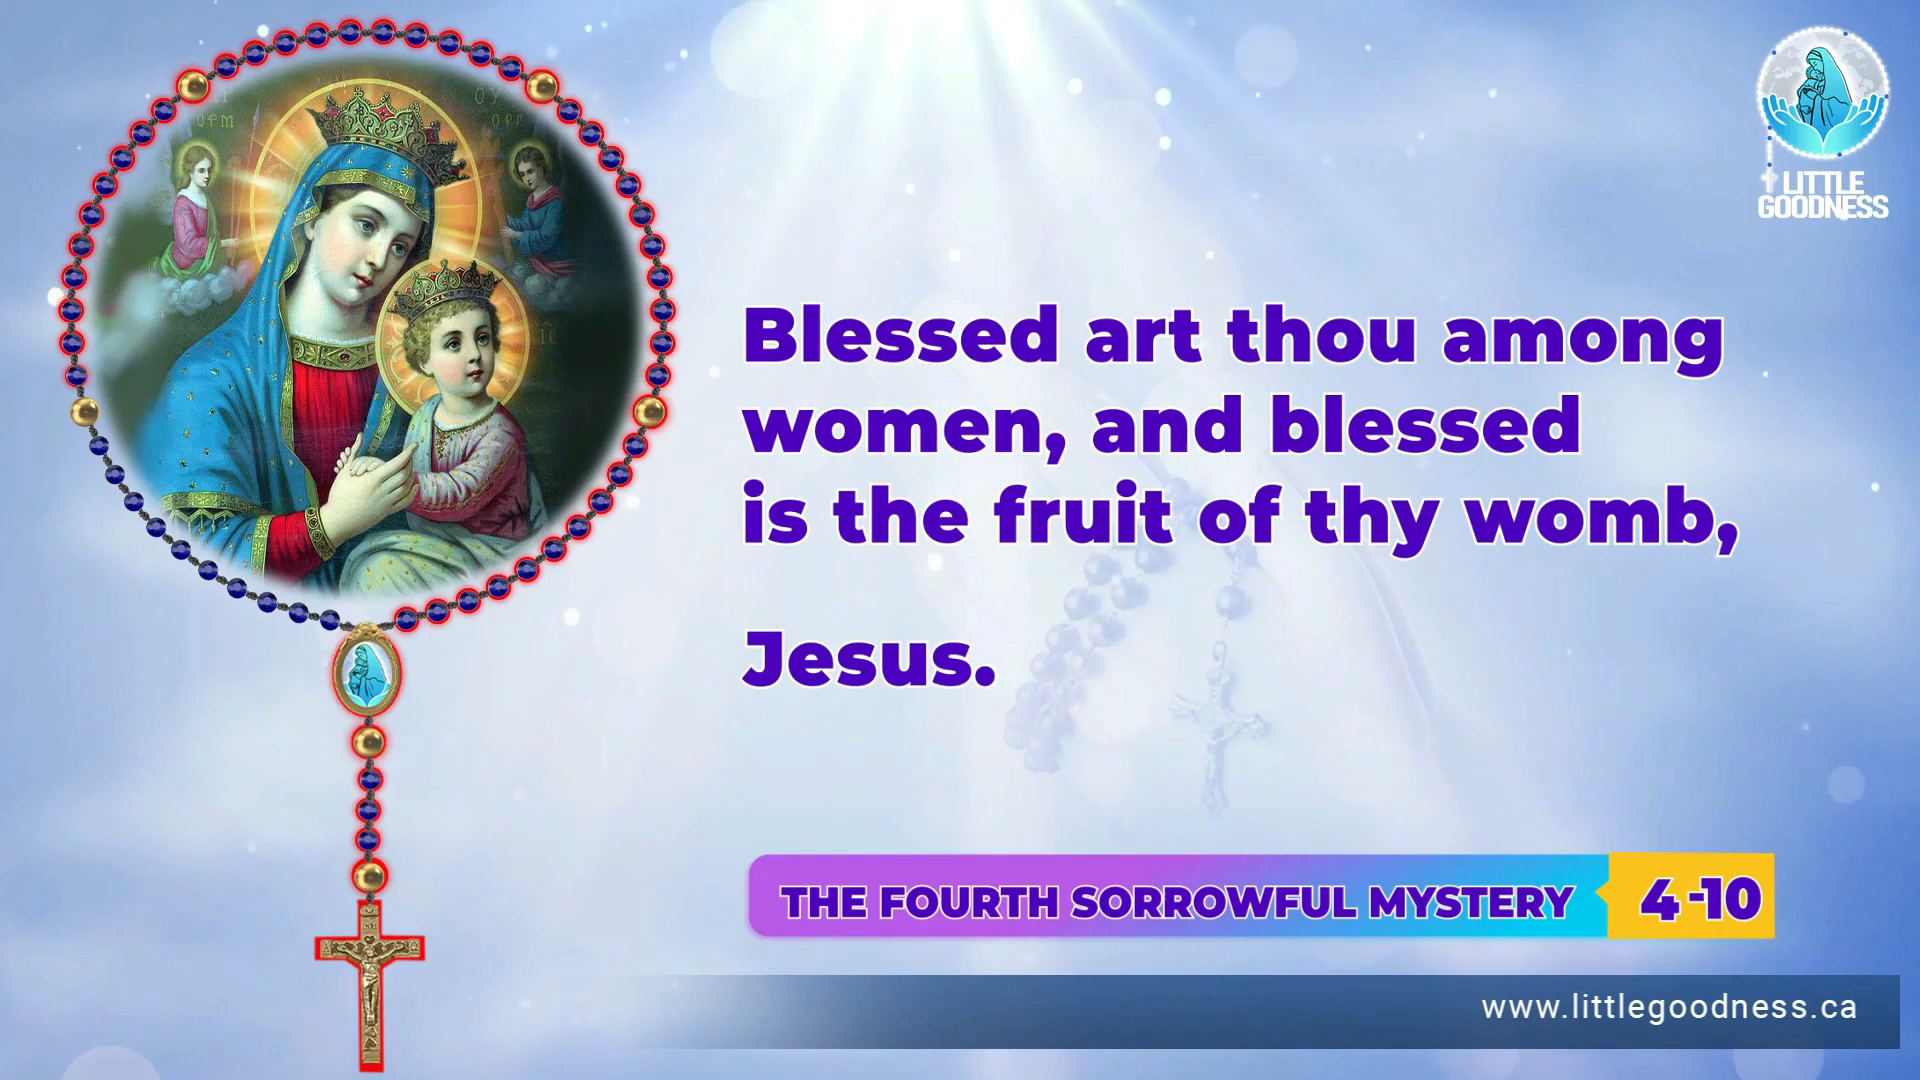 LITTLE
GOODNESS
Blessed art thou among
women, and blessed
is the fruit of thy womb,
Jesus.
THE FOURTH SORROWFUL MYSTERY
4-10
www.littlegoodness.ca